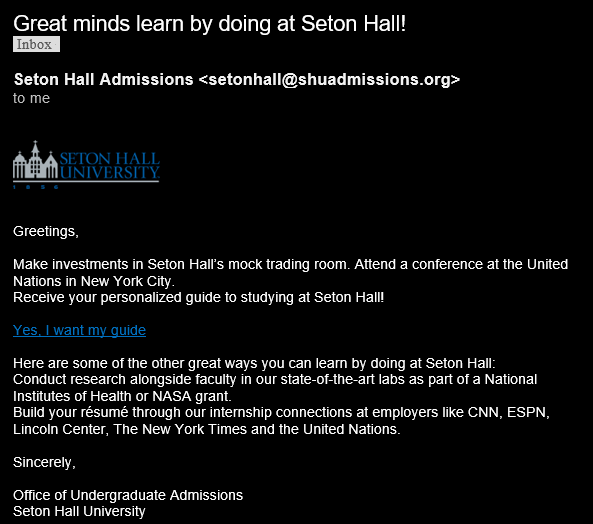 Great minds learn by doing at Seton Hall!
Inbox
Seton Hall Admissions <setonhall@shuadmissions.org>
to me
SETON HALL
UNIVERSITY
1856
Greetings,
Make investments in Seton Hall’s mock trading room. Attend a conference at the United
Nations in New York City.
Receive your personalized guide to studying at Seton Hall!
Yes, I want my guide
Here are some of the other great ways you can learn by doing at Seton Hall:
Conduct research alongside faculty in our state-of-the-art labs as part of a National
Institutes of Health or NASA grant.
Build your résumé through our internship connections at employers like CNN, ESPN,
Lincoln Center, The New York Times and the United Nations.
Sincerely,
Office of Undergraduate Admissions
Seton Hall University